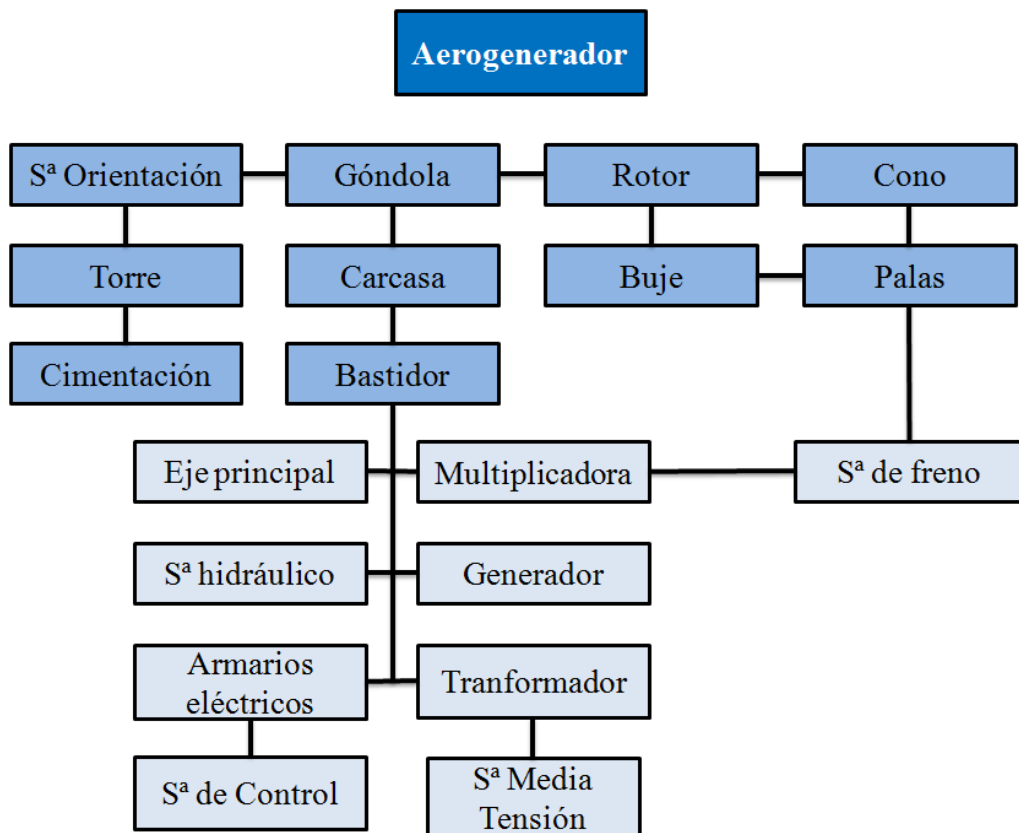 Aerogenerador
Sª Orientación
Góndola
Rotor
Cono
Torre
Carcasa
Buje
Palas
Cimentación
Bastidor
Eje principal
Multiplicadora
Sª de freno
Sª hidráulico
Generador
Armarios
eléctricos
Tranformador
Sª de Control
Sª Media
Tensión